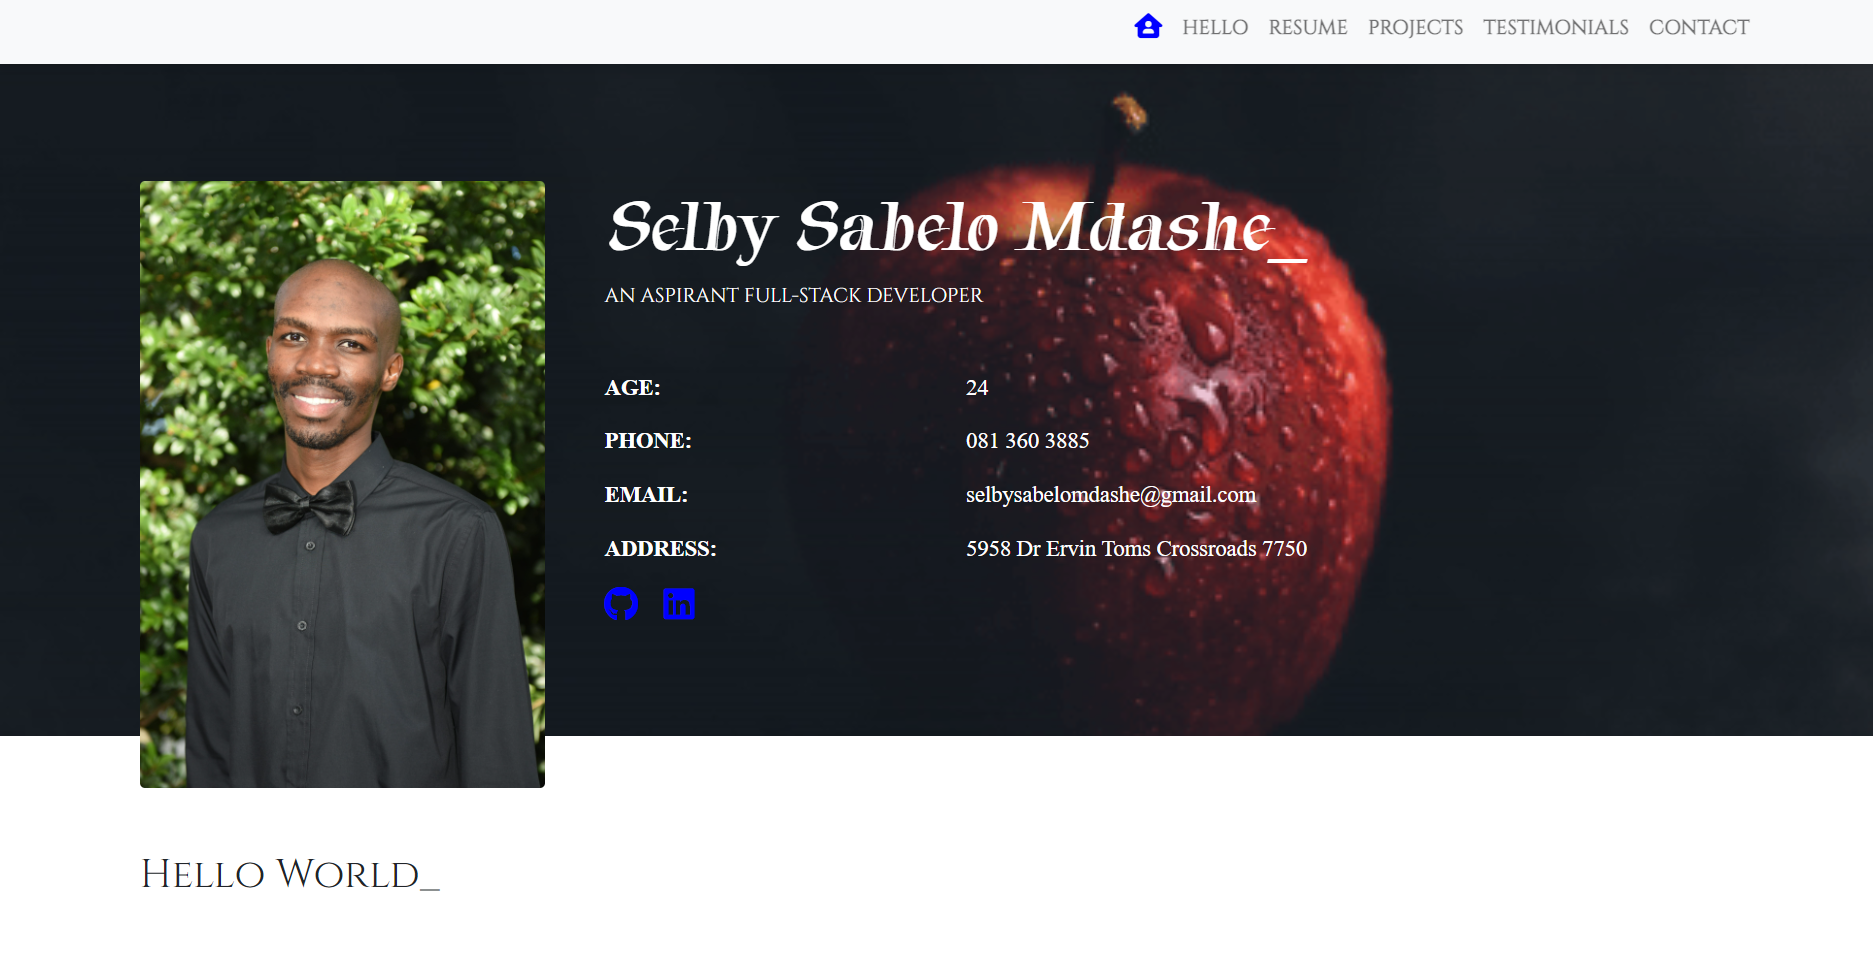 HELLO RESUME PROJECTS TESTIMONIALS CONTACT
Selby Sabelo Mdashe_
AN ASPIRANT FULL-STACK DEVELOPER
AGE: 24
PHONE: 081 360 3885
EMAIL: selbysabelomdashe@gmail.com
ADDRESS: 5958 Dr Ervin Toms Crossroads 7750
in
Hello World_